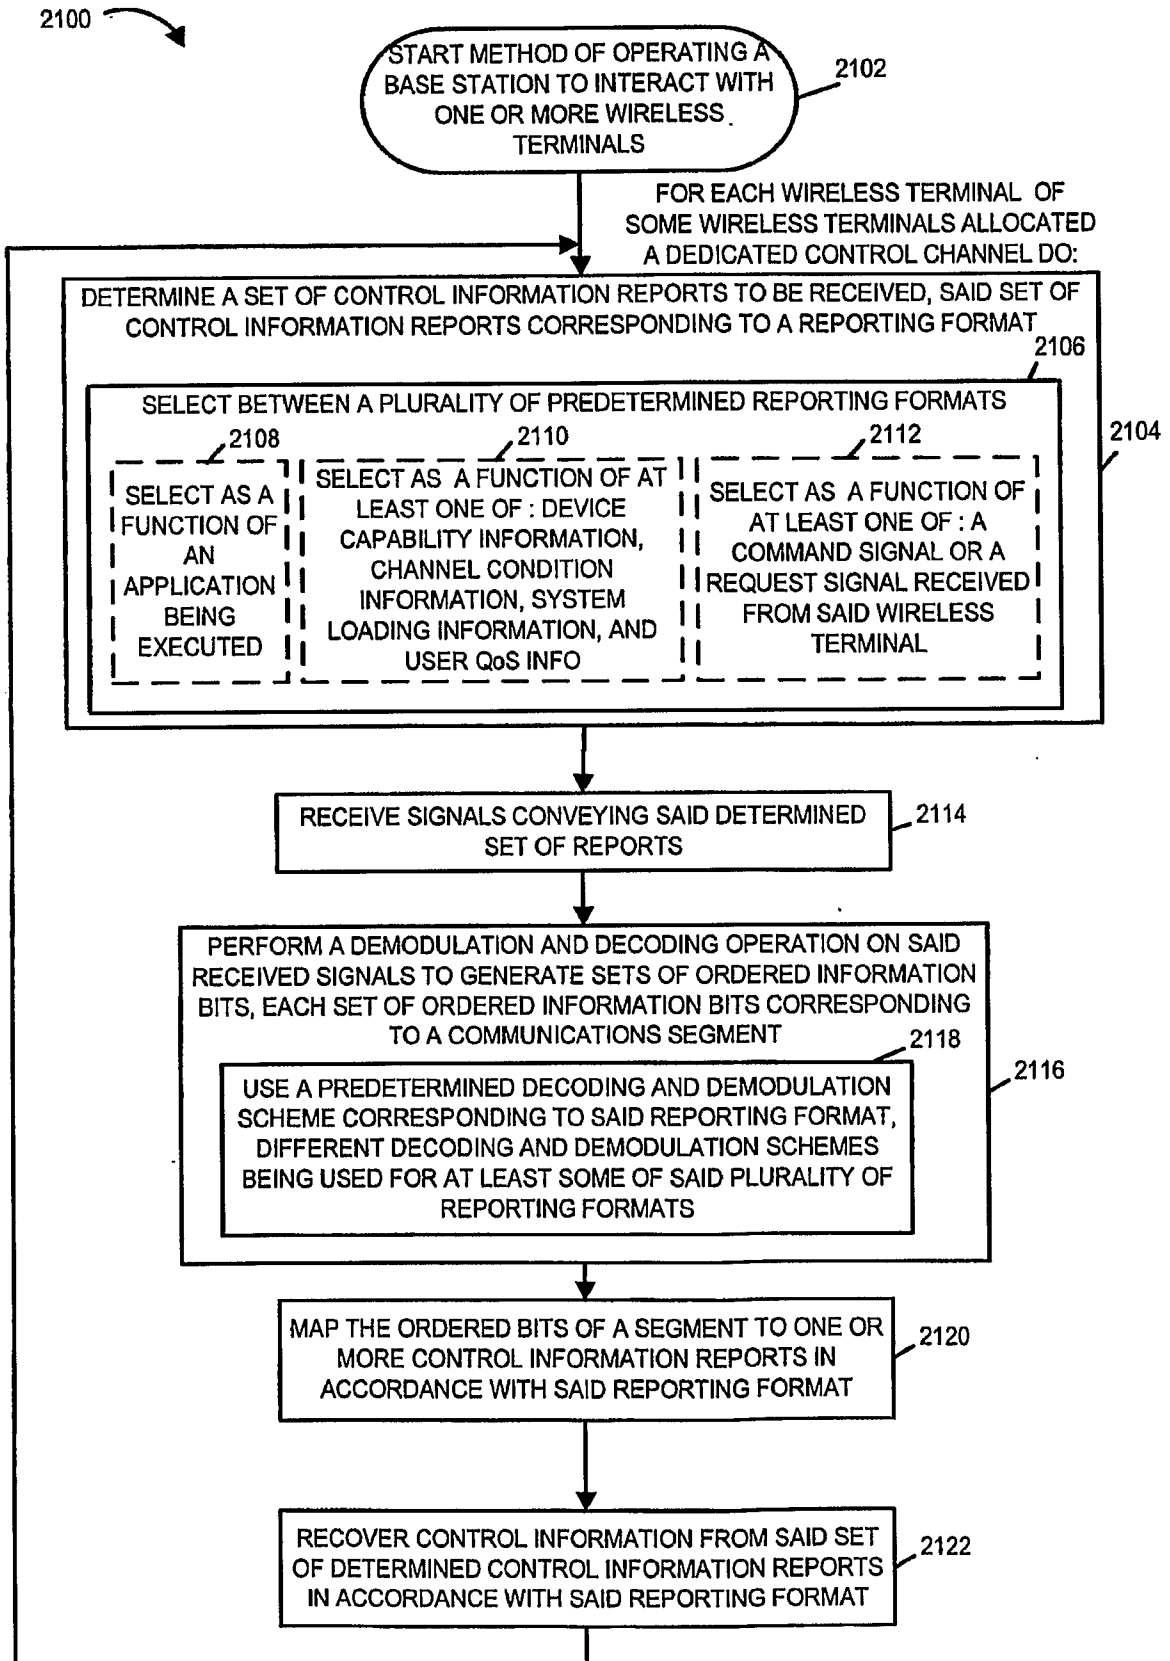 2100
START METHOD OF OPERATING A
BASE STATION TO INTERACT WITH
ONE OR MORE WIRELESS
TERMINALS
2102
FOR EACH WIRELESS TERMINAL OF
SOME WIRELESS TERMINALS ALLOCATED
A DEDICATED CONTROL CHANNEL DO:
DETERMINE A SET OF CONTROL INFORMATION REPORTS TO BE RECEIVED, SAID SET OF
CONTROL INFORMATION REPORTS CORRESPONDING TO A REPORTING FORMAT
2106
SELECT BETWEEN A PLURALITY OF PREDETERMINED REPORTING FORMATS
2104
2108
SELECT AS A
FUNCTION OF
AN
APPLICATION
BEING
EXECUTED
2110
SELECT AS A FUNCTION OF AT
LEAST ONE OF : DEVICE
CAPABILITY INFORMATION,
CHANNEL CONDITION
INFORMATION, SYSTEM
LOADING INFORMATION, AND
USER QoS INFO
2112
SELECT AS A FUNCTION OF
AT LEAST ONE OF : A
COMMAND SIGNAL OR A
REQUEST SIGNAL RECEIVED
FROM SAID WIRELESS
TERMINAL
RECEIVE SIGNALS CONVEYING SAID DETERMINED
SET OF REPORTS
2114
PERFORM A DEMODULATION AND DECODING OPERATION ON SAID
RECEIVED SIGNALS TO GENERATE SETS OF ORDERED INFORMATION
BITS, EACH SET OF ORDERED INFORMATION BITS CORRESPONDING
TO A COMMUNICATIONS SEGMENT
2118
2116
USE A PREDETERMINED DECODING AND DEMODULATION
SCHEME CORRESPONDING TO SAID REPORTING FORMAT,
DIFFERENT DECODING AND DEMODULATION SCHEMES
BEING USED FOR AT LEAST SOME OF SAID PLURALITY OF
REPORTING FORMATS
MAP THE ORDERED BITS OF A SEGMENT TO ONE OR
MORE CONTROL INFORMATION REPORTS IN
ACCORDANCE WITH SAID REPORTING FORMAT
2120
RECOVER CONTROL INFORMATION FROM SAID SET
OF DETERMINED CONTROL INFORMATION REPORTS
IN ACCORDANCE WITH SAID REPORTING FORMAT
2122